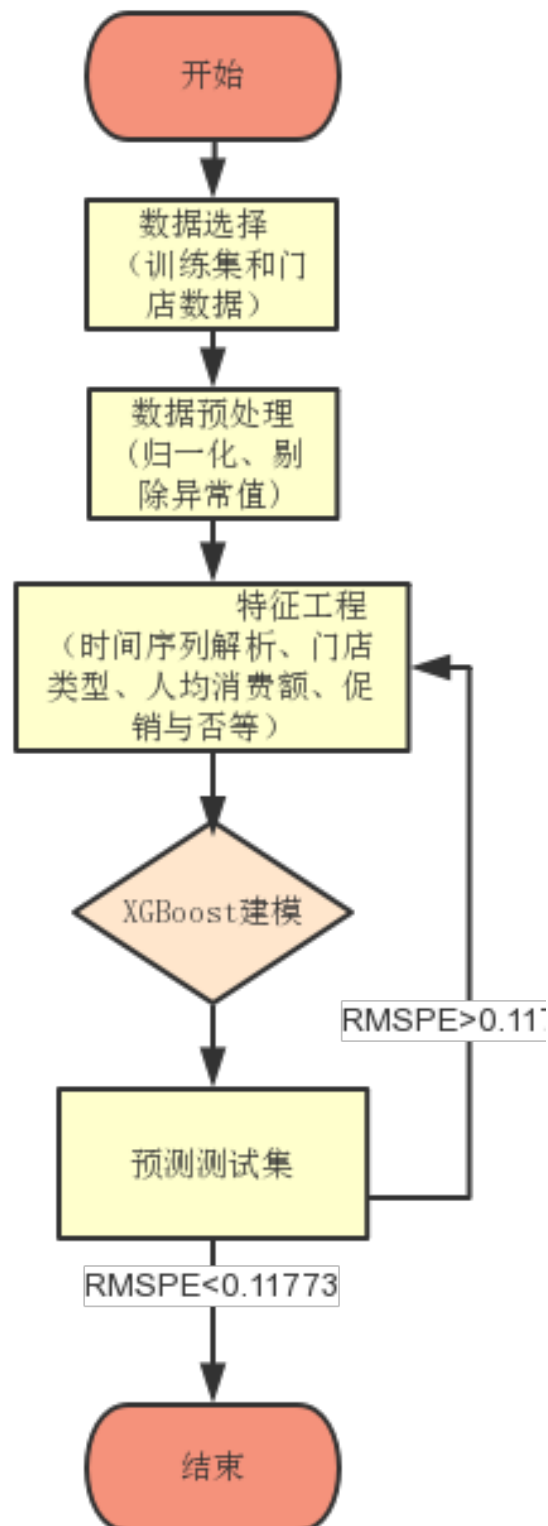 开始
数据选择
（训练集和门
店数据）
数据预处理
(归一化、剔
除异常值)
特征工程
（时间序列解析、门店
类型、人均消费额、促
销与否等）
XGBoost建模
RMSPE>0.117
预测测试集
RMSPE<0.11773
结束